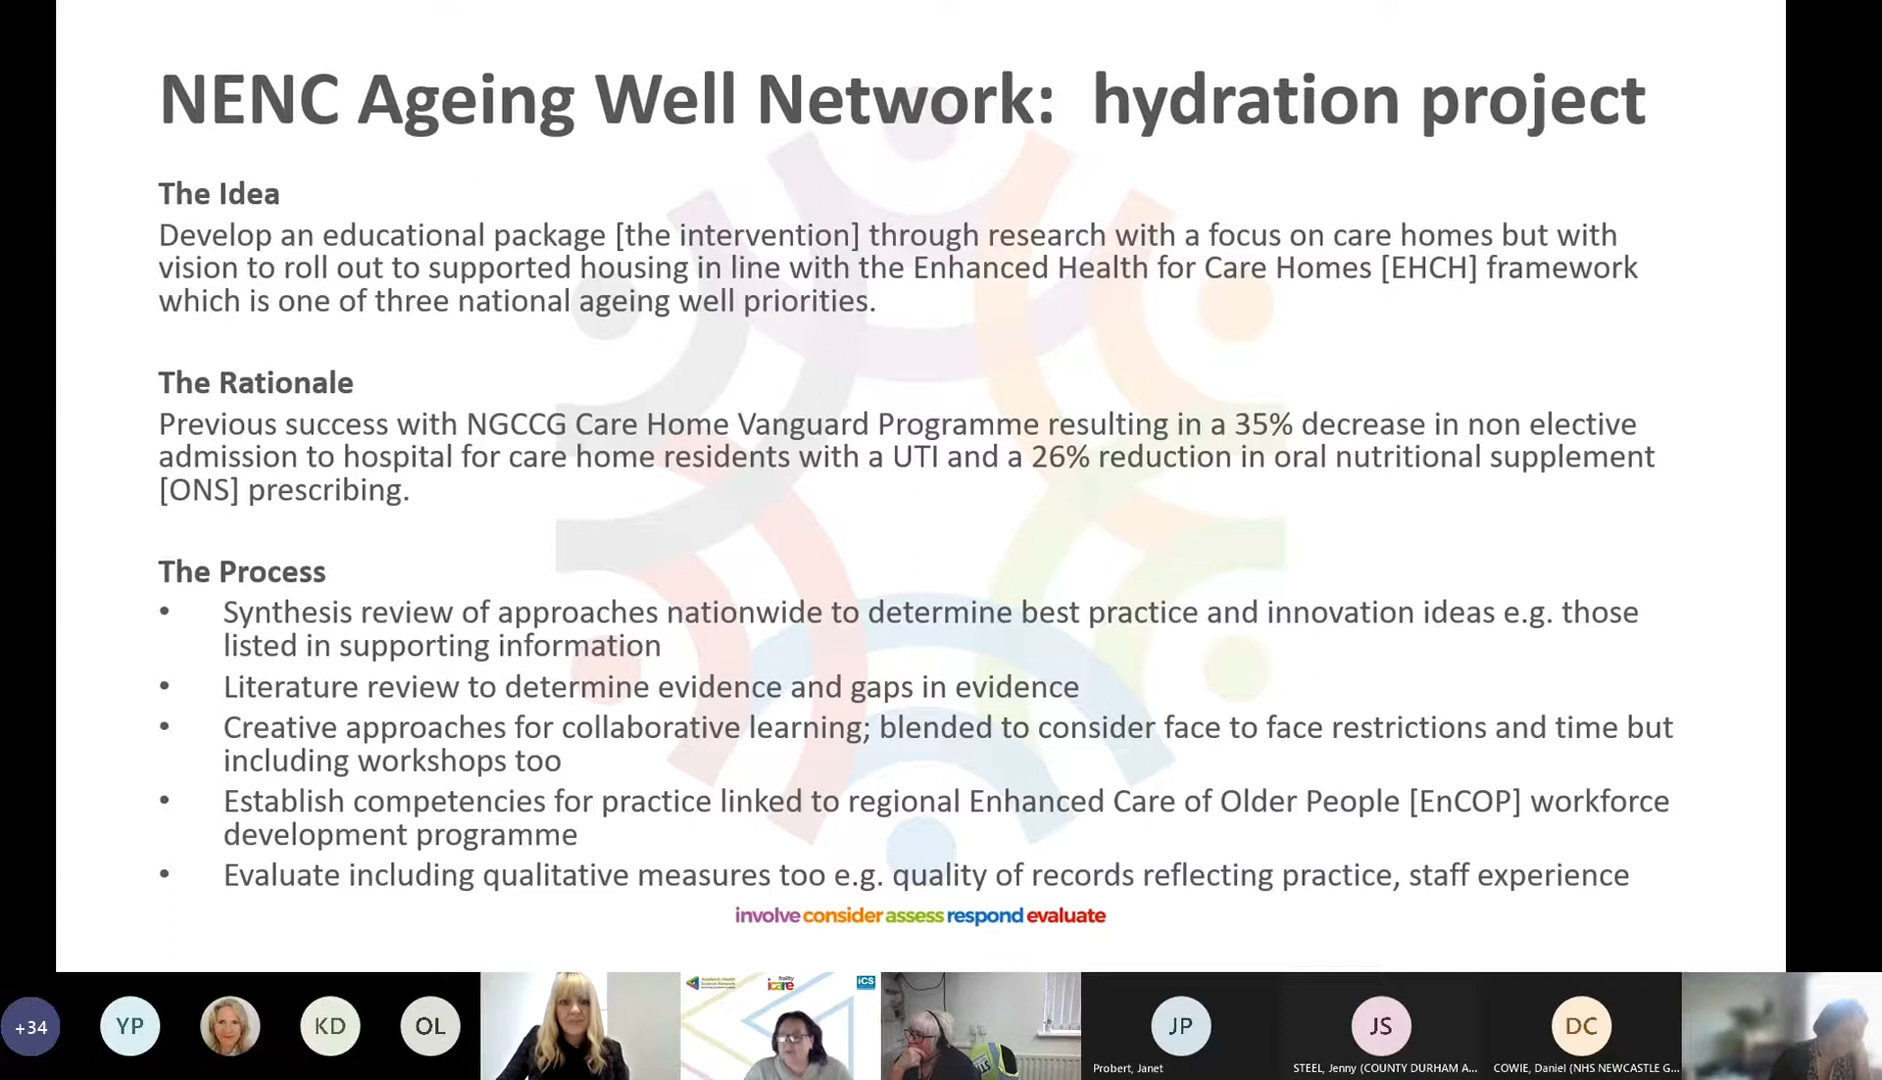 NENC Ageing Well Network: hydration project
The Idea
Develop an educational package [the intervention] through research with a focus on care homes but with
vision to roll out to supported housing in line with the Enhanced Health for Care Homes [EHCH] framework
which is one of three national ageing well priorities.
The Rationale
Previous success with NGCCG Care Home Vanguard Programme resulting in a 35% decrease in non elective
admission to hospital for care home residents with a UTI and a 26% reduction in oral nutritional supplement
[ONS] prescribing.
The Process
• Synthesis review of approaches nationwide to determine best practice and innovation ideas e.g. those
listed in supporting information
• Literature review to determine evidence and gaps in evidence
• Creative approaches for collaborative learning; blended to consider face to face restrictions and time but
including workshops too
• Establish competencies for practice linked to regional Enhanced Care of Older People [EnCOP] workforce
development programme
• Evaluate including qualitative measures too e.g. quality of records reflecting practice, staff experience
involve consider assess respond evaluate
+34
YP
KD
OL
frailty
icare
iCS
JP
Probert, Janet
JS
STEEL, Jenny (COUNTY DURHAM A...
DC
COWIE, Daniel (NHS NEWCASTLE G...